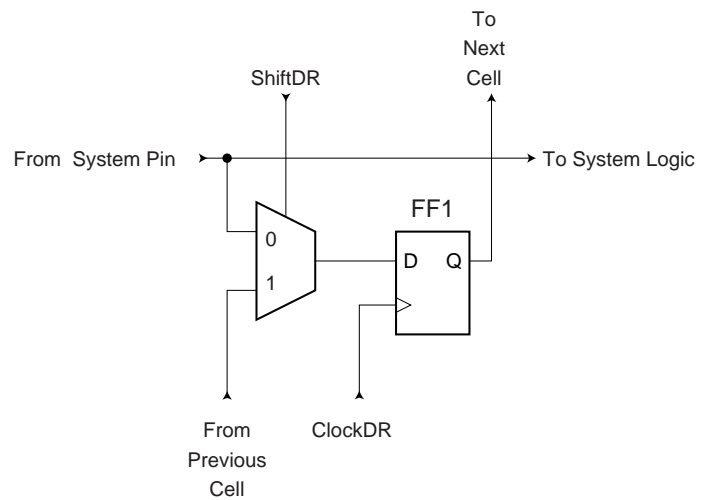 To
Next
Cell
ShiftDR
From System Pin
To System Logic
FF1
0
D Q
1
From
Previous
Cell
ClockDR